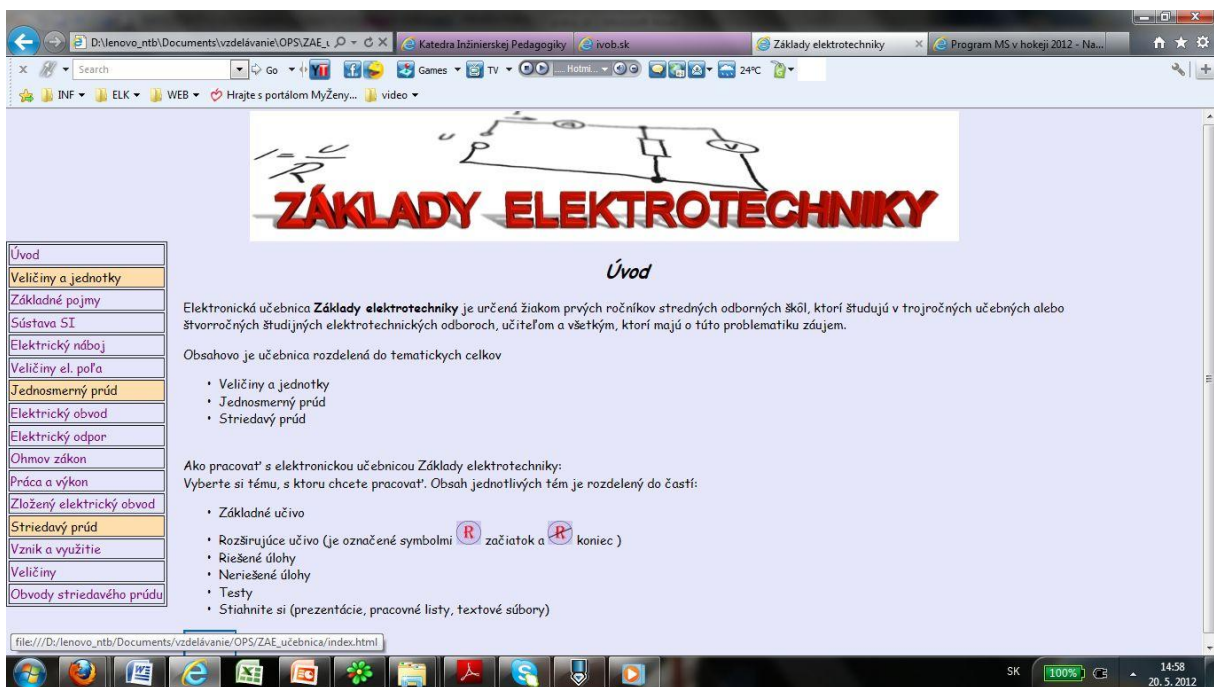 D:\lenovo_ntb\Documents\vzdelávanie\OPS\ZAE_u
Katedra Inžinierskej Pedagogiky
ivob.sk
Základy elektrotechniky
Program MS v hokeji 2012 - Na...
x Search Go Games TV Hotmi... 24°C
INF ELK WEB Hrajte s portálom MyŽeny... video
I = U/R
U
A
V
ZÁKLADY ELEKTROTECHNIKY
Úvod
Veličiny a jednotky
Základné pojmy
Sústava SI
Elektrický náboj
Veličiny el. poľa
Jednosmerný prúd
Elektrický obvod
Elektrický odpor
Ohmov zákon
Práca a výkon
Zložený elektrický obvod
Striedavý prúd
Vznik a využitie
Veličiny
Obvody striedavého prúdu
Úvod
Elektronická učebnica Základy elektrotechniky je určená žiakom prvých ročníkov stredných odborných škôl, ktorí študujú v trojročných učebných alebo
štvorročných študijných elektrotechnických odboroch, učiteľom a všetkým, ktorí majú o túto problematiku záujem.
Obsahovo je učebnica rozdelená do tematickych celkov
• Veličiny a jednotky
• Jednosmerný prúd
• Striedavý prúd
Ako pracovať s elektronickou učebnicou Základy elektrotechniky:
Vyberte si tému, s ktoru chcete pracovať. Obsah jednotlivých tém je rozdelený do častí:
• Základné učivo
• Rozširujúce učivo (je označené symbolmi R začiatok a R koniec )
• Riešené úlohy
• Neriešené úlohy
• Testy
• Stiahnite si (prezentácie, pracovné listy, textové súbory)
file:///D:/lenovo_ntb/Documents/vzdelávanie/OPS/ZAE_učebnica/index.html
SK 100% 14:58
20. 5. 2012